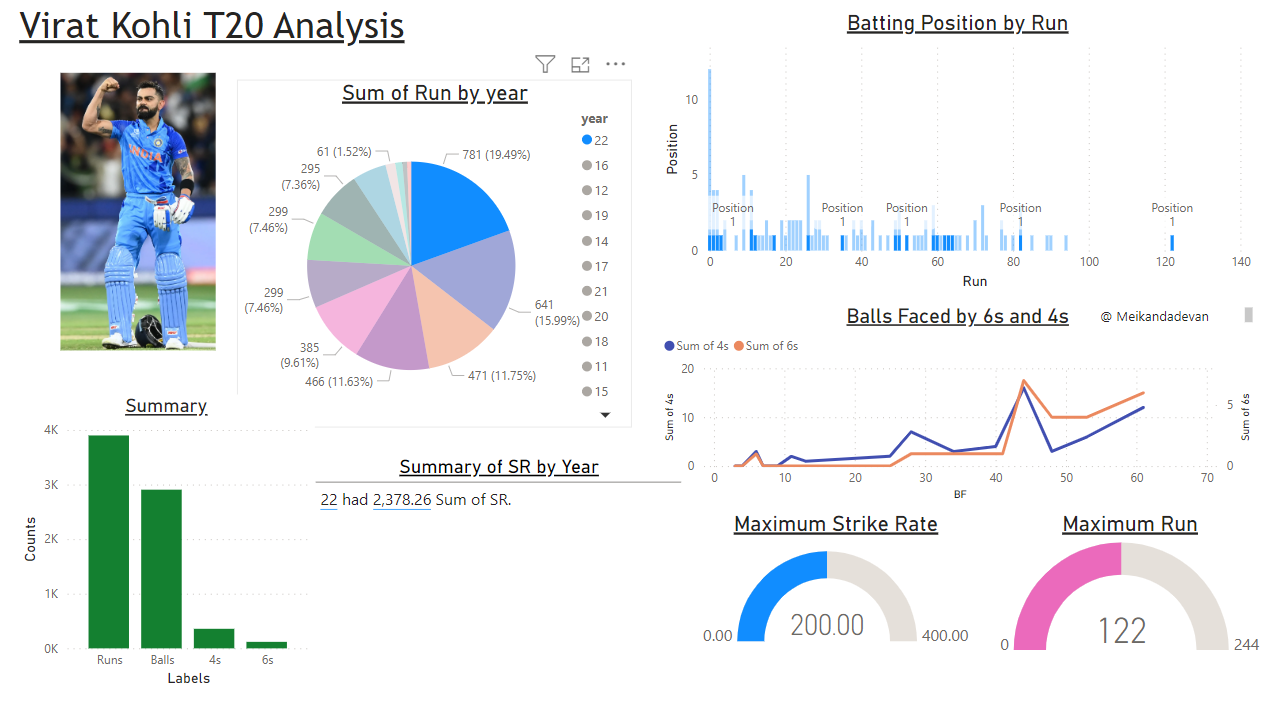 Virat Kohli T20 Analysis
INDIA
Sum of Run by year
year
22
16
12
19
14
17
21
20
18
11
15
781 (19.49%)
641
(15.99%)
471 (11.75%)
466 (11.63%)
385
(9.61%)
299
(7.46%)
299
(7.46%)
295
(7.36%)
61 (1.52%)
Batting Position by Run
Position
10
5
0
Position
1
Position
1
Position
1
Position
1
Position
1
0 20 40 60 80 100 120 140
Run
Balls Faced by 6s and 4s
@ Meikandadevan
Sum of 4s Sum of 6s
Sum of 4s
20
10
0
Sum of 6s
5
0
0 10 20 30 40 50 60 70
BF
Summary
Counts
4K
3K
2K
1K
0K
Runs Balls 4s 6s
Labels
Summary of SR by Year
22 had 2,378.26 Sum of SR.
Maximum Strike Rate
200.00
0.00 400.00
Maximum Run
122
0 244